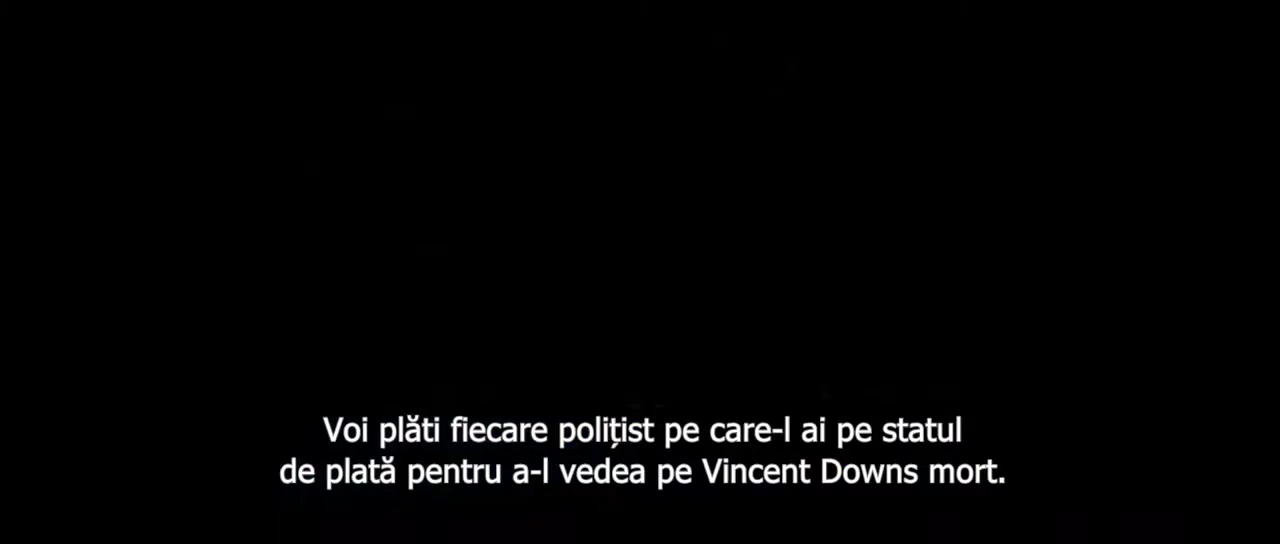 Voi plăti fiecare polițist pe care-l ai pe statul
de plată pentru a-l vedea pe Vincent Downs mort.